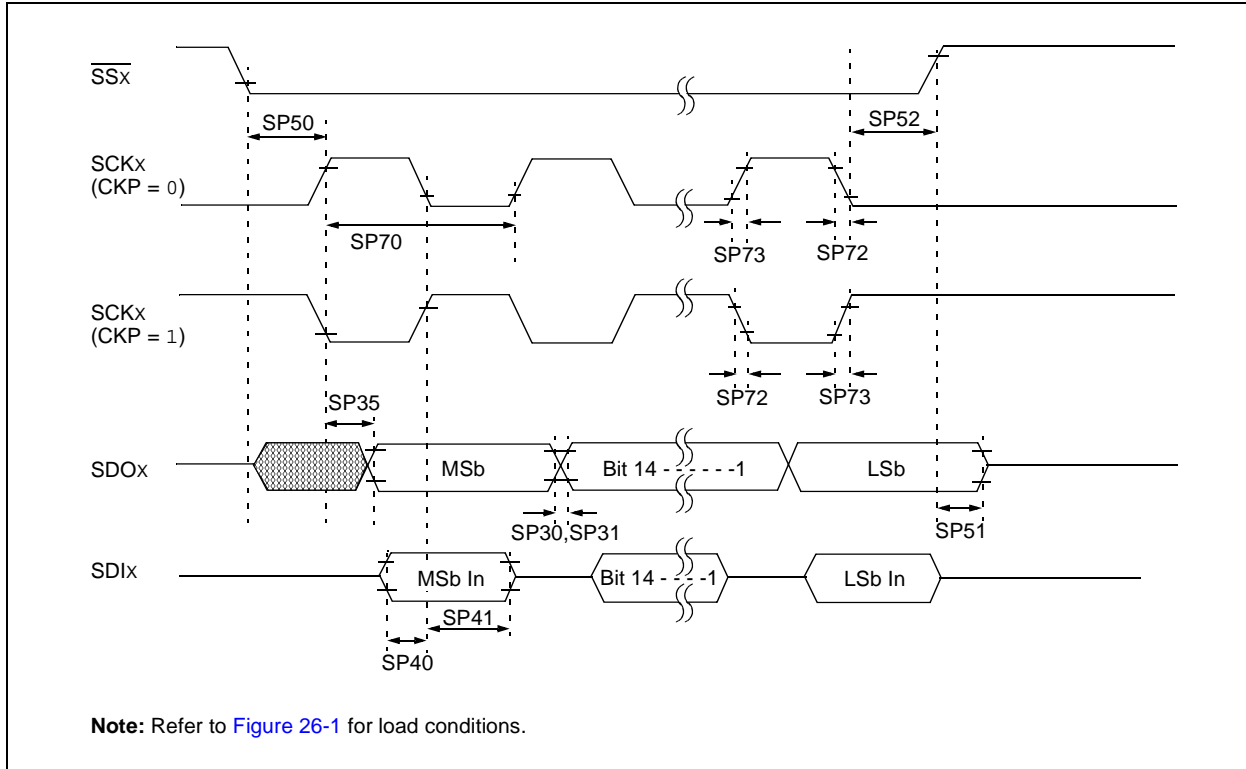 SSX
SP50
SP52
SCKX
(CKP = 0)
SP70
SP73
SP72
SCKX
(CKP = 1)
SP35
SP72
SP73
SDOX
MSb
Bit 14 - - - - - -1
LSb
SP30,SP31
SP51
SDIX
MSb In
Bit 14 - - - -1
LSb In
SP41
SP40
Note: Refer to Figure 26-1 for load conditions.